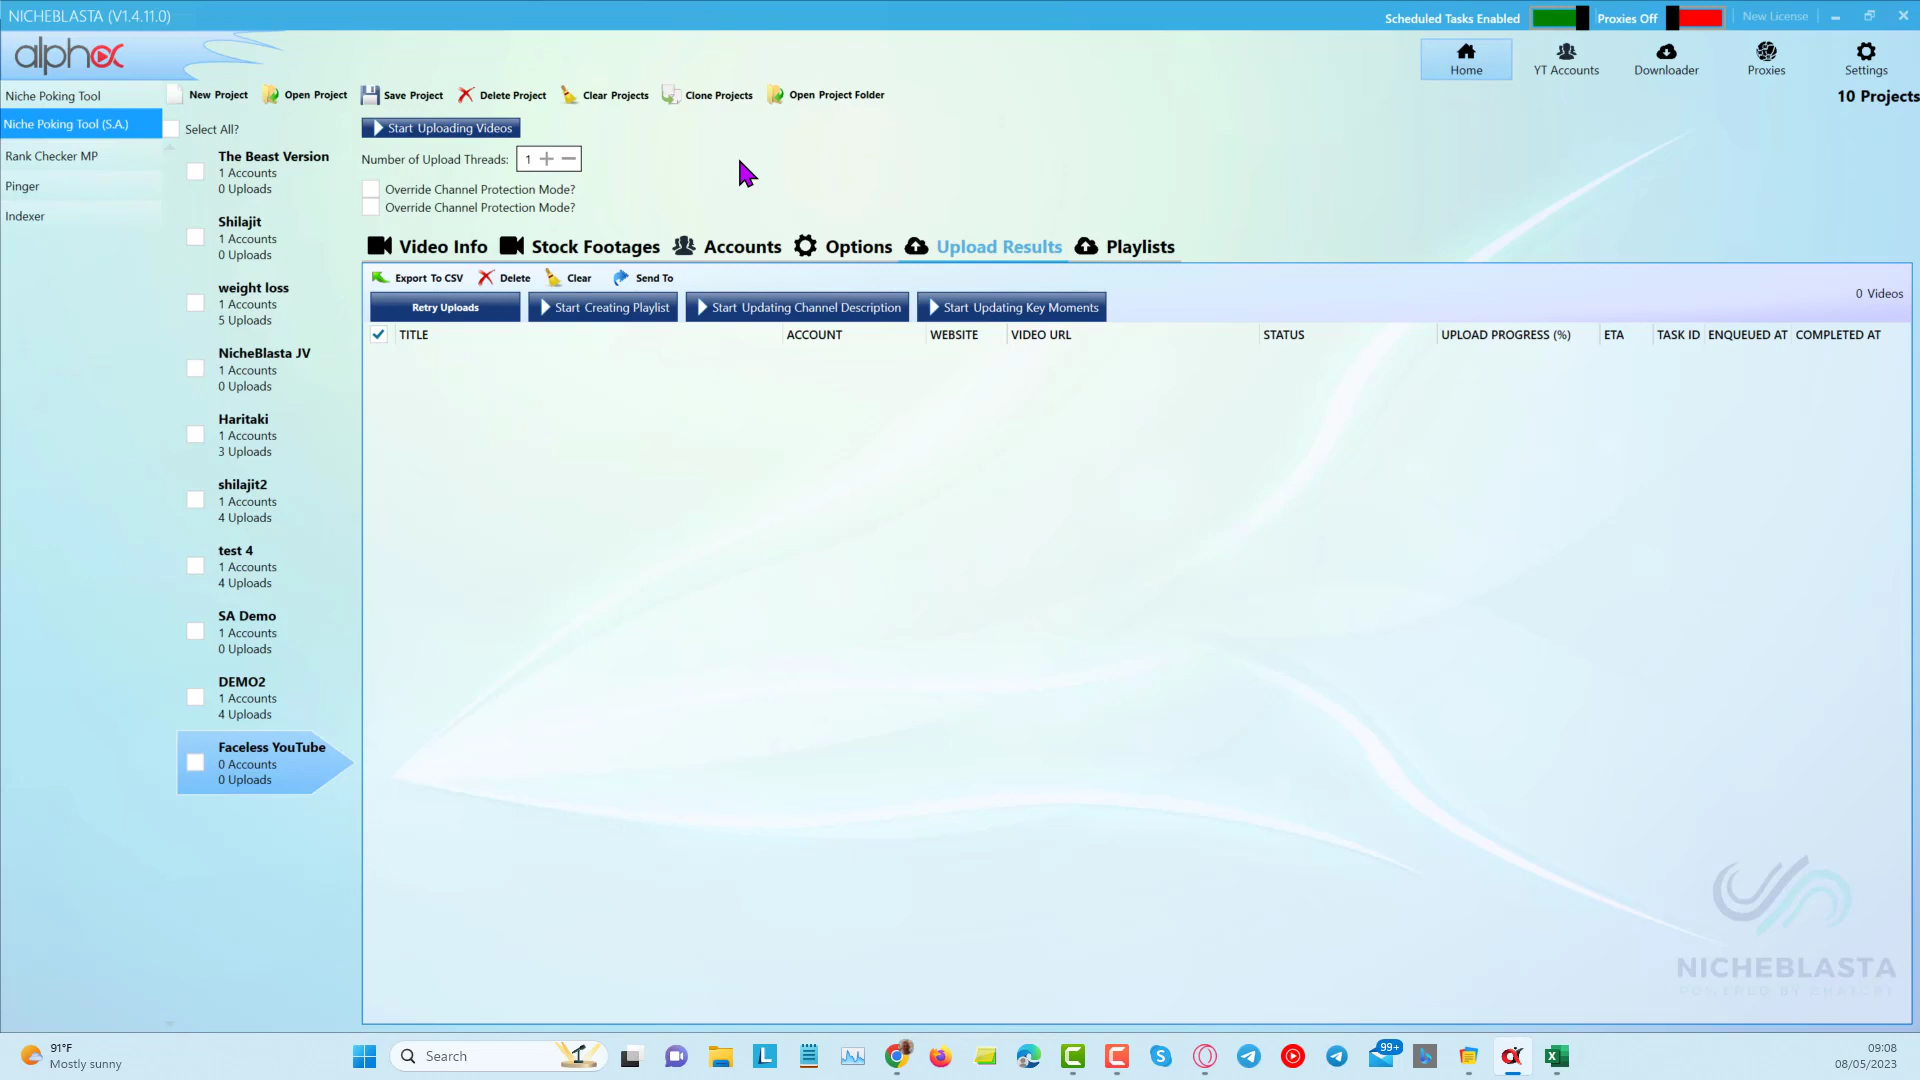 NICHEBLASTA (V1.4.11.0)
Scheduled Tasks Enabled
Proxies Off
New License
alpha
Home
YT Accounts
Downloader
Proxies
Settings
10 Projects
Niche Poking Tool
Niche Poking Tool (S.A.)
Rank Checker MP
Pinger
Indexer
New Project
Open Project
Save Project
Delete Project
Clear Projects
Clone Projects
Open Project Folder
Select All?
The Beast Version
1 Accounts
0 Uploads
Shilajit
1 Accounts
0 Uploads
weight loss
1 Accounts
5 Uploads
NicheBlasta JV
1 Accounts
0 Uploads
Haritaki
1 Accounts
3 Uploads
shilajit2
1 Accounts
4 Uploads
test 4
1 Accounts
4 Uploads
SA Demo
1 Accounts
0 Uploads
DEMO2
1 Accounts
4 Uploads
Faceless YouTube
0 Accounts
0 Uploads
Start Uploading Videos
Number of Upload Threads: 1
Override Channel Protection Mode?
Override Channel Protection Mode?
Video Info
Stock Footages
Accounts
Options
Upload Results
Playlists
Export To CSV
Delete
Clear
Send To
0 Videos
Retry Uploads
Start Creating Playlist
Start Updating Channel Description
Start Updating Key Moments
TITLE
ACCOUNT
WEBSITE
VIDEO URL
STATUS
UPLOAD PROGRESS (%)
ETA
TASK ID
ENQUEUED AT
COMPLETED AT
NICHEBLASTA
POWERED BY CHATGPT
91°F
Mostly sunny
Search
99+
09:08
08/05/2023